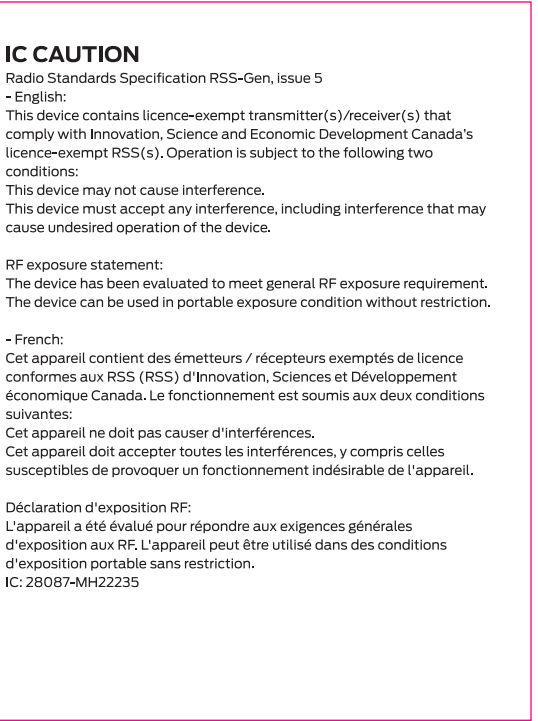 IC CAUTION
Radio Standards Specification RSS-Gen, issue 5
- English:
This device contains licence-exempt transmitter(s)/receiver(s) that
comply with Innovation, Science and Economic Development Canada's
licence-exempt RSS(s). Operation is subject to the following two
conditions:
This device may not cause interference.
This device must accept any interference, including interference that may
cause undesired operation of the device.
RF exposure statement:
The device has been evaluated to meet general RF exposure requirement.
The device can be used in portable exposure condition without restriction.
- French:
Cet appareil contient des émetteurs / récepteurs exemptés de licence
conformes aux RSS (RSS) d'Innovation, Sciences et Développement
économique Canada. Le fonctionnement est soumis aux deux conditions
suivantes:
Cet appareil ne doit pas causer d'interférences.
Cet appareil doit accepter toutes les interférences, y compris celles
susceptibles de provoquer un fonctionnement indésirable de l'appareil.
Déclaration d'exposition RF:
L'appareil a été évalué pour répondre aux exigences générales
d'exposition aux RF. L'appareil peut être utilisé dans des conditions
d'exposition portable sans restriction.
IC: 28087-MH22235